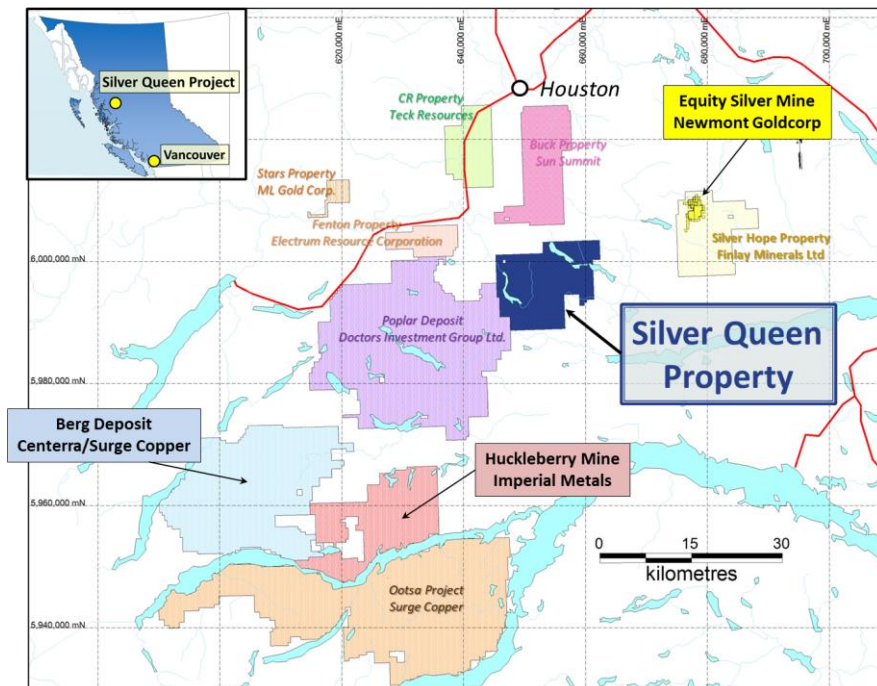 Silver Queen Project
Vancouver
620,000 mE
640,000 mE
660,000 mE
680,000 mE
700,000 mE
Houston
CR Property
Teck Resources
Buck Property
Sun Summit
Equity Silver Mine
Newmont Goldcorp
Stars Property
ML Gold Corp.
Fenton Property
Electrum Resource Corporation
Silver Hope Property
Finlay Minerals Ltd
6,000,000 mN
Poplar Deposit
Doctors Investment Group Ltd.
Silver Queen
Property
5,980,000 mN
Berg Deposit
Centerra/Surge Copper
Huckleberry Mine
Imperial Metals
5,960,000 mN
0 15 30
kilometres
Ootsa Project
Surge Copper
5,940,000 mN